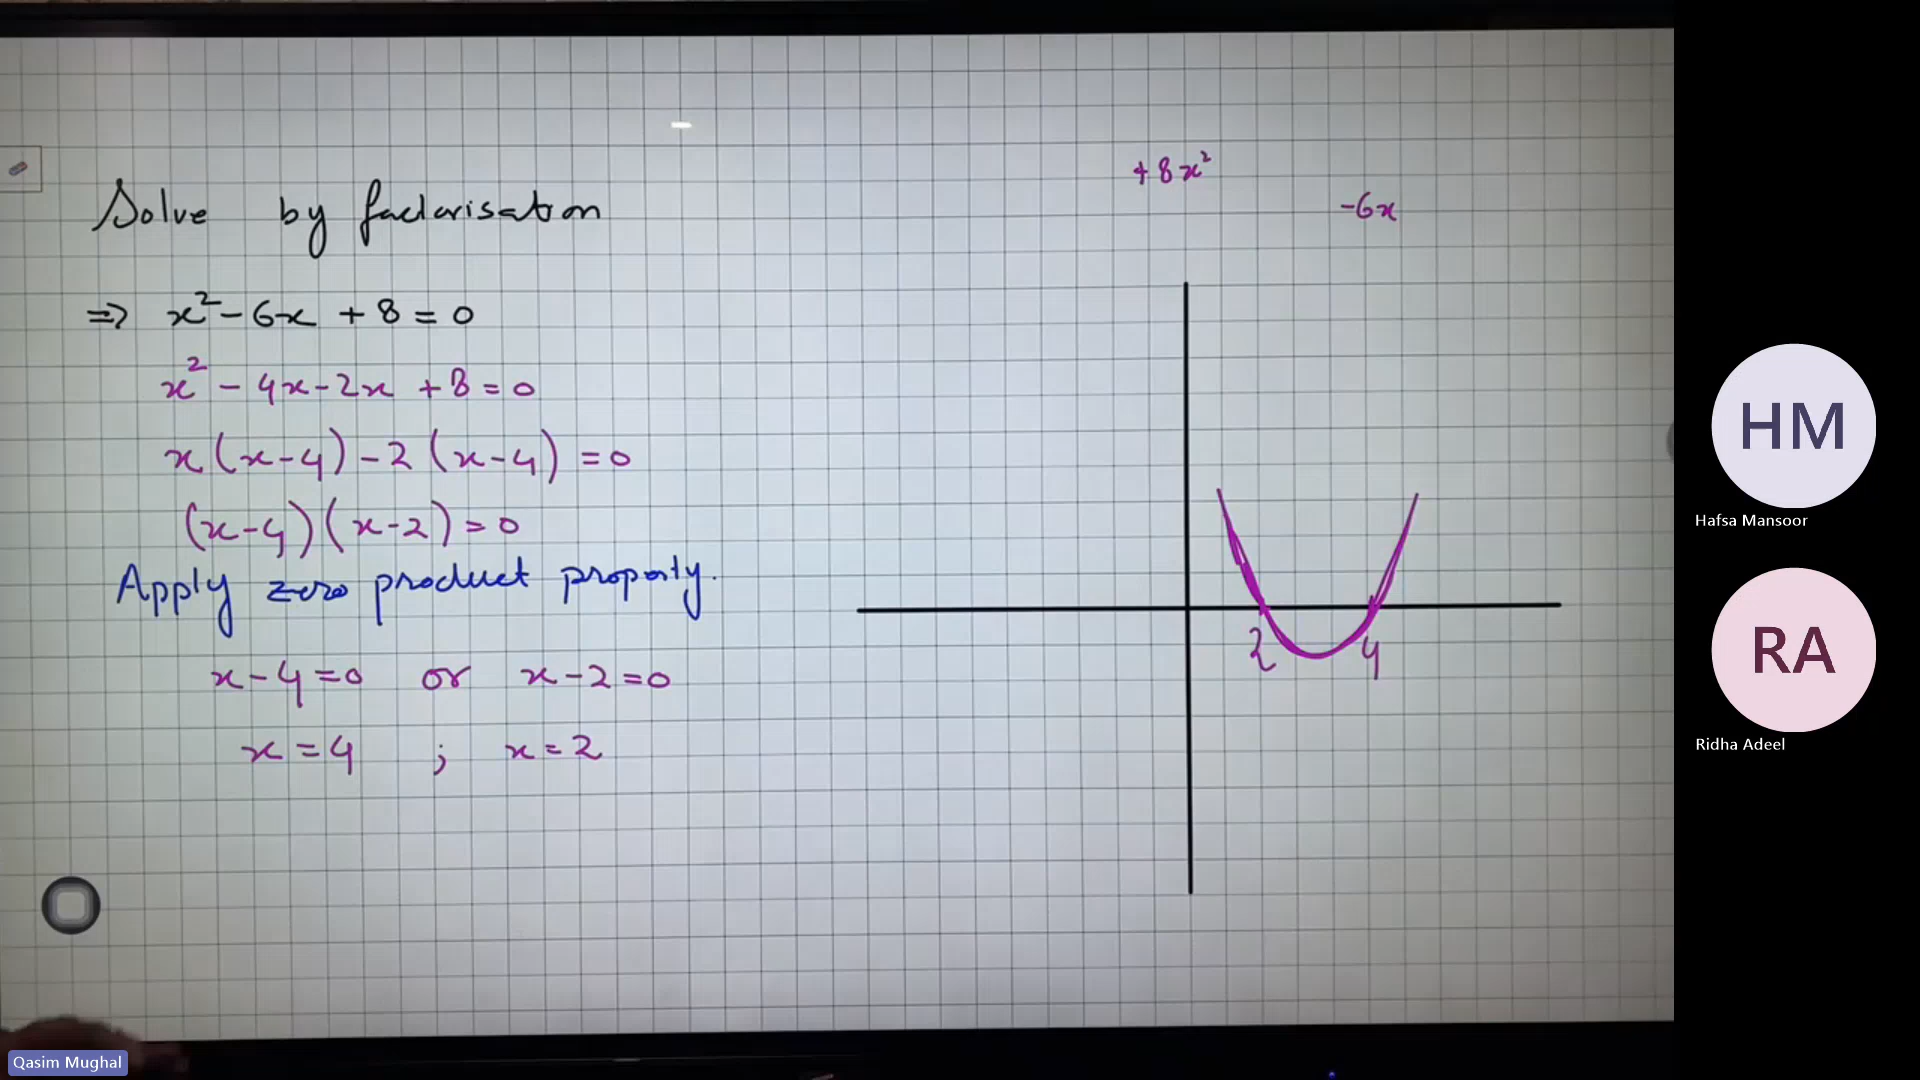 Solve by factorisation
⇒ x² - 6x + 8 = 0
x² - 4x - 2x + 8 = 0
x(x-4) - 2(x-4) = 0
(x-4)(x-2) = 0
Apply zero product property.
x-4=0 or x-2=0
x=4 ; x=2
+8x²
-6x
2 4
HM
Hafsa Mansoor
RA
Ridha Adeel
Qasim Mughal